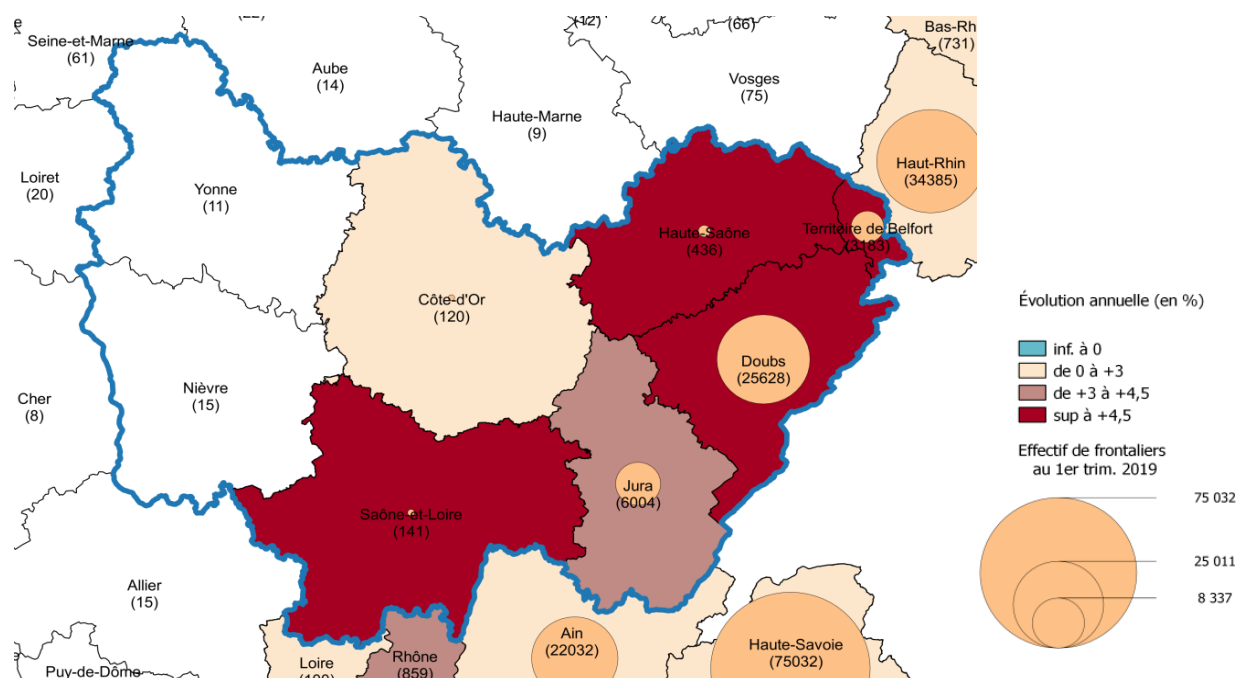 Seine-et-Marne
(61)
Aube
(14)
(12)
(66)
Haute-Marne
(9)
Vosges
(75)
Bas-Rh
(731)
Haut-Rhin
(34385)
Loiret
(20)
Yonne
(11)
Haute-Saône
(436)
Territoire de Belfort
(3183)
Côte-d'Or
(120)
Doubs
(25628)
Cher
(8)
Nièvre
(15)
Jura
(6004)
Saône-et-Loire
(141)
Allier
(15)
Puy-de-Dôme
Loire
Rhône
(859)
Ain
(22032)
Haute-Savoie
(75032)
Évolution annuelle (en %)
inf. à 0
de 0 à +3
de +3 à +4,5
sup à +4,5
Effectif de frontaliers
au 1er trim. 2019
75 032
25 011
8 337